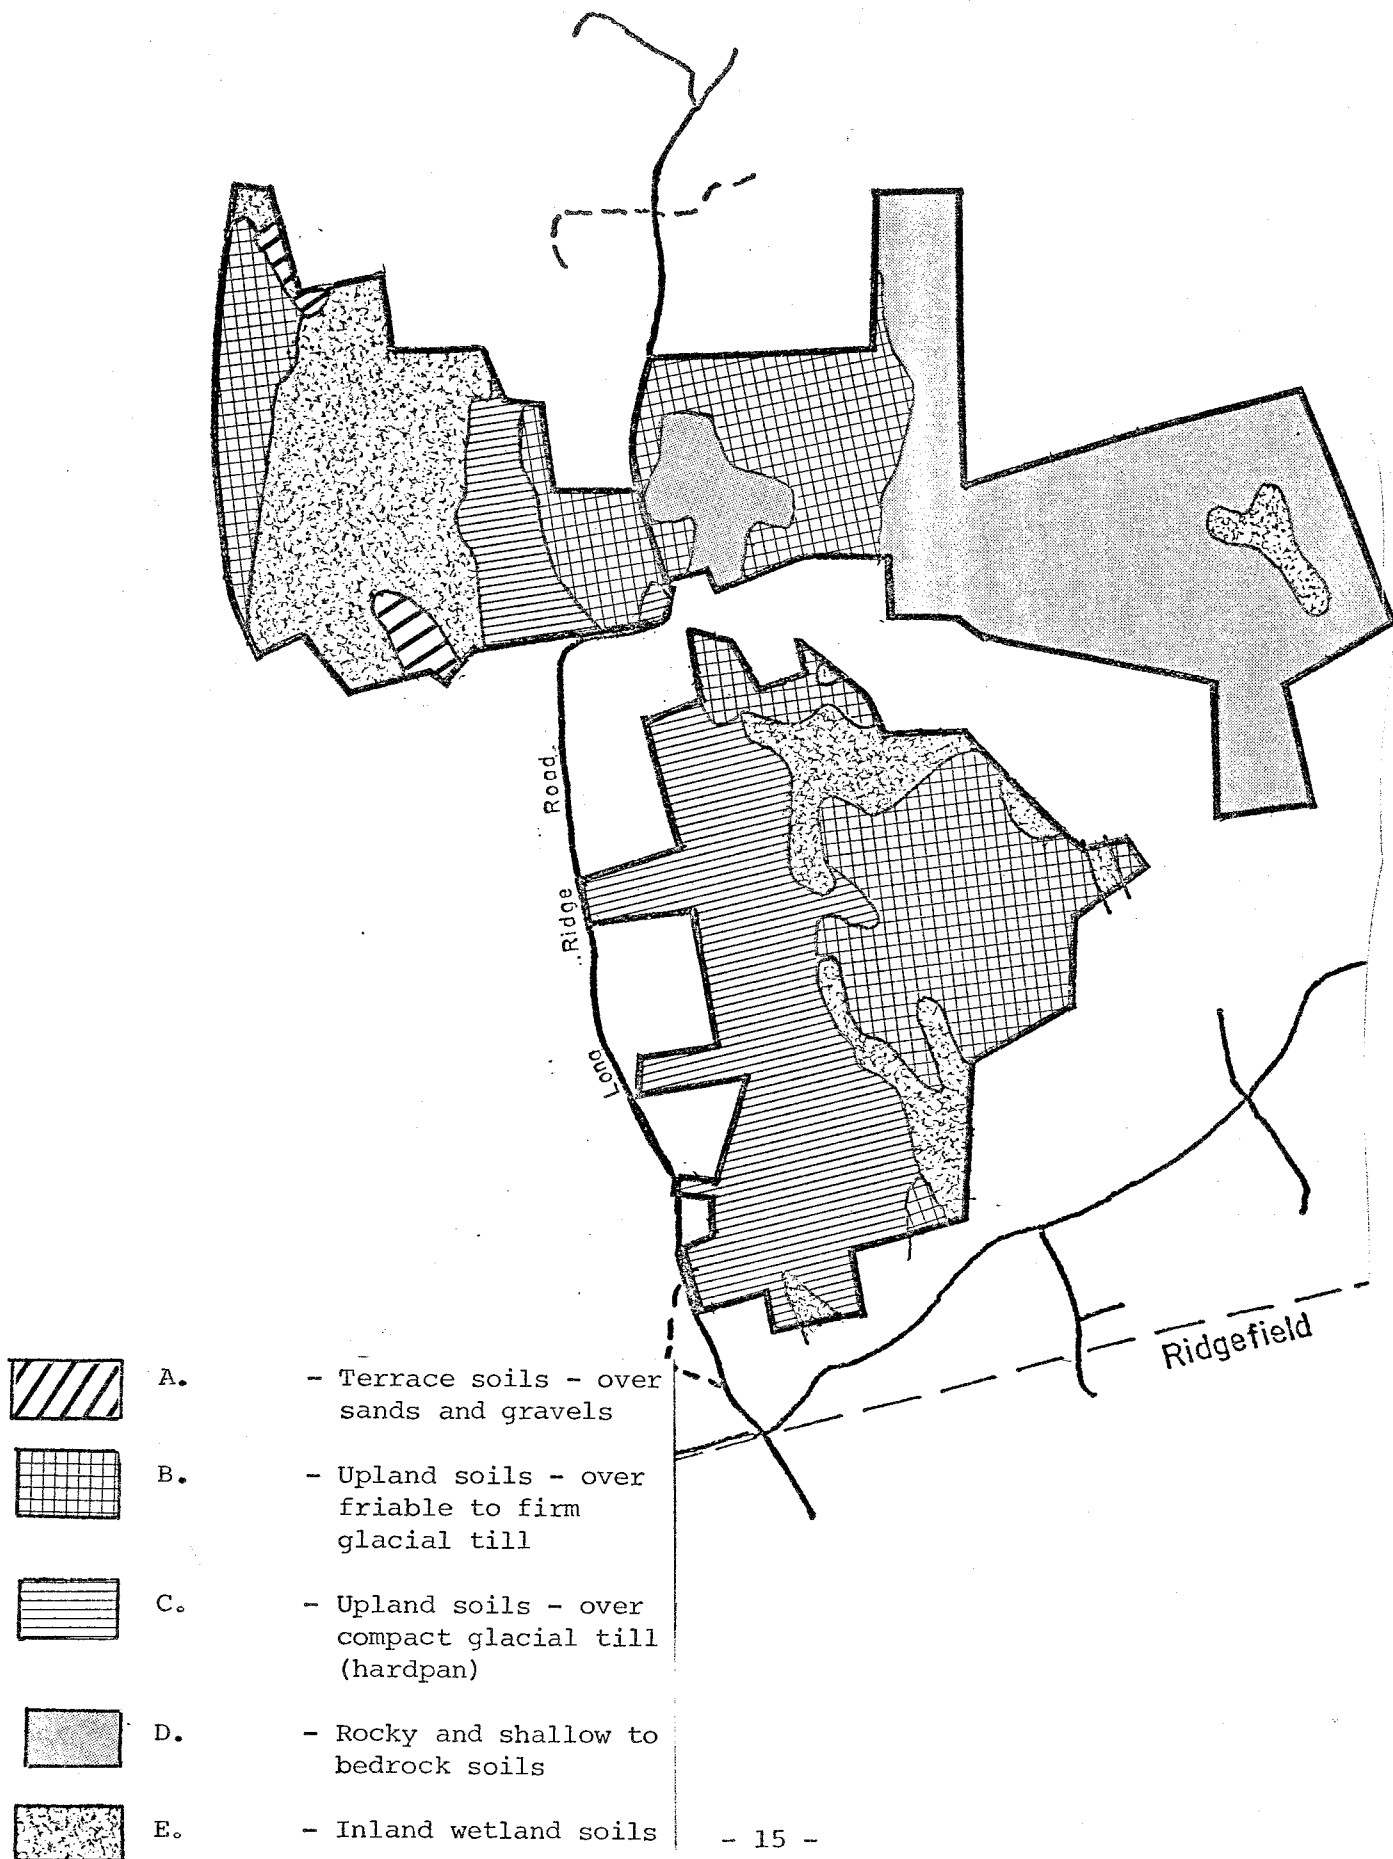 Long Ridge Road
Ridgefield
A. - Terrace soils - over
sands and gravels
B. - Upland soils - over
friable to firm
glacial till
C. - Upland soils - over
compact glacial till
(hardpan)
D. - Rocky and shallow to
bedrock soils
E. - Inland wetland soils
- 15 -